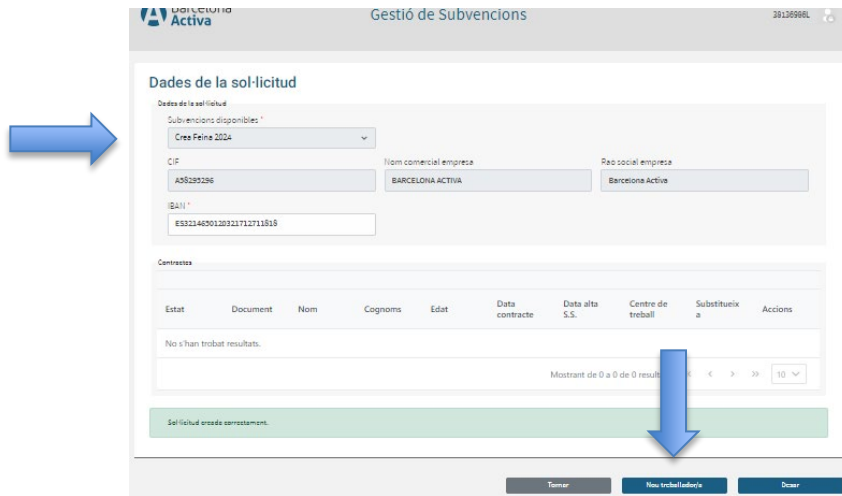 Barcelona
Activa
Gestió de Subvencions
38136986L
Dades de la sol·licitud
Dades de la sol·licitud
Subvencions disponibles *
Crea Feina 2024
CIF
Nom comercial empresa
Rao social empresa
A58295296
BARCELONA ACTIVA
Barcelona Activa
IBAN *
ES3214650120321712711818
Contractes
Estat
Document
Nom
Cognoms
Edat
Data contracte
Data alta S.S.
Centre de treball
Substitueix a
Accions
No s'han trobat resultats.
Mostrant de 0 a 0 de 0
10
Sol·licitud creada correctament.
Tornar
Nou treballador/a
Desar